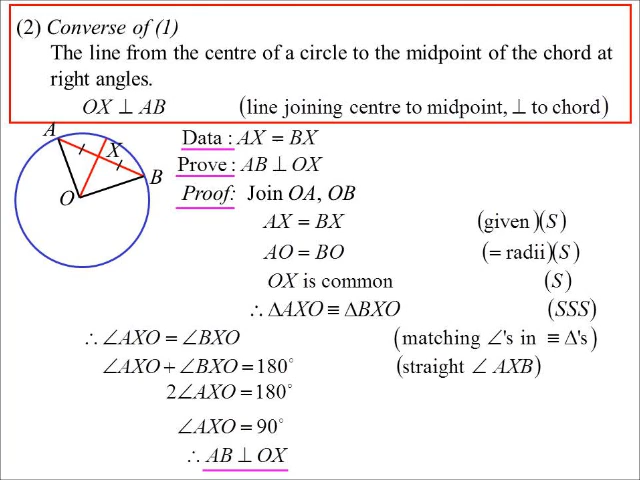 (2) Converse of (1)
The line from the centre of a circle to the midpoint of the chord at
right angles.
OX ⊥ AB (line joining centre to midpoint, ⊥ to chord)
A
X
B
O
Data : AX = BX
Prove : AB ⊥ OX
Proof: Join OA, OB
AX = BX (given)(S)
AO = BO (= radii)(S)
OX is common (S)
∴ ΔAXO ≡ ΔBXO (SSS)
∴ ∠AXO = ∠BXO (matching ∠'s in ≡ Δ's)
∠AXO + ∠BXO = 180° (straight ∠ AXB)
2∠AXO = 180°
∠AXO = 90°
∴ AB ⊥ OX